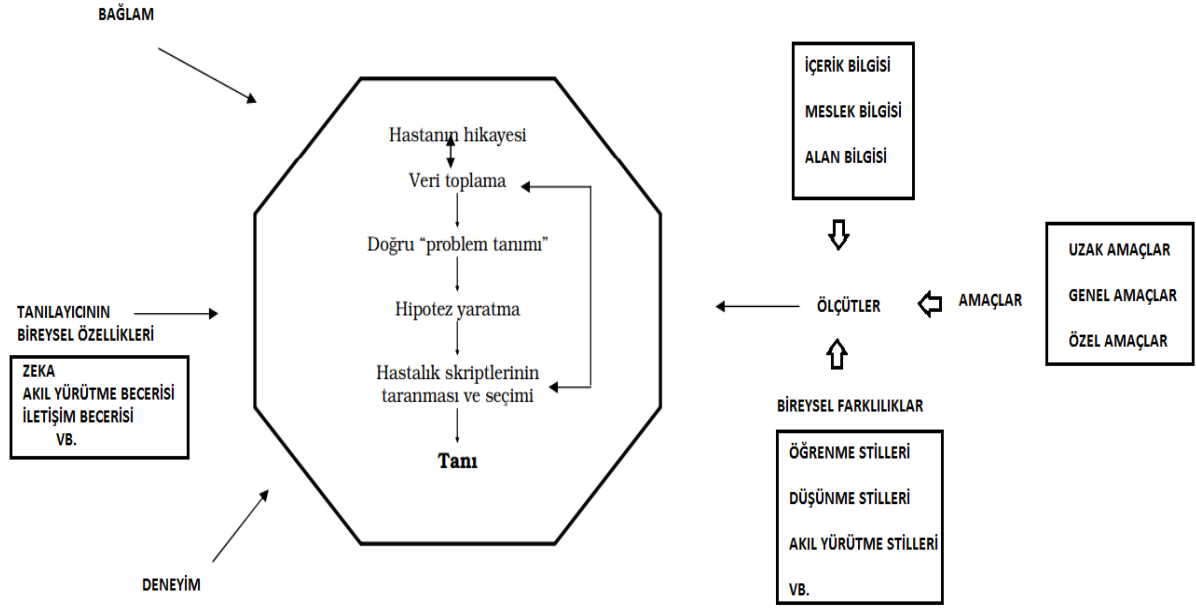 BAĞLAM
Hastanın hikayesi
Veri toplama
Doğru “problem tanımı”
Hipotez yaratma
Hastalık skriptlerinin
taranması ve seçimi
Tanı
TANILAYICININ
BİREYSEL ÖZELLİKLERİ
ZEKA
AKIL YÜRÜTME BECERİSİ
İLETİŞİM BECERİSİ
VB.
DENEYİM
İÇERİK BİLGİSİ
MESLEK BİLGİSİ
ALAN BİLGİSİ
ÖLÇÜTLER
AMAÇLAR
UZAK AMAÇLAR
GENEL AMAÇLAR
ÖZEL AMAÇLAR
BİREYSEL FARKLILIKLAR
ÖĞRENME STİLLERİ
DÜŞÜNME STİLLERİ
AKIL YÜRÜTME STİLLERİ
VB.